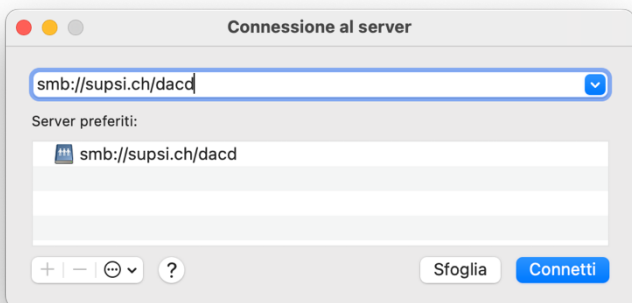 Connessione al server
smb://supsi.ch/dacd
Server preferiti:
smb://supsi.ch/dacd
? Sfoglia Connetti